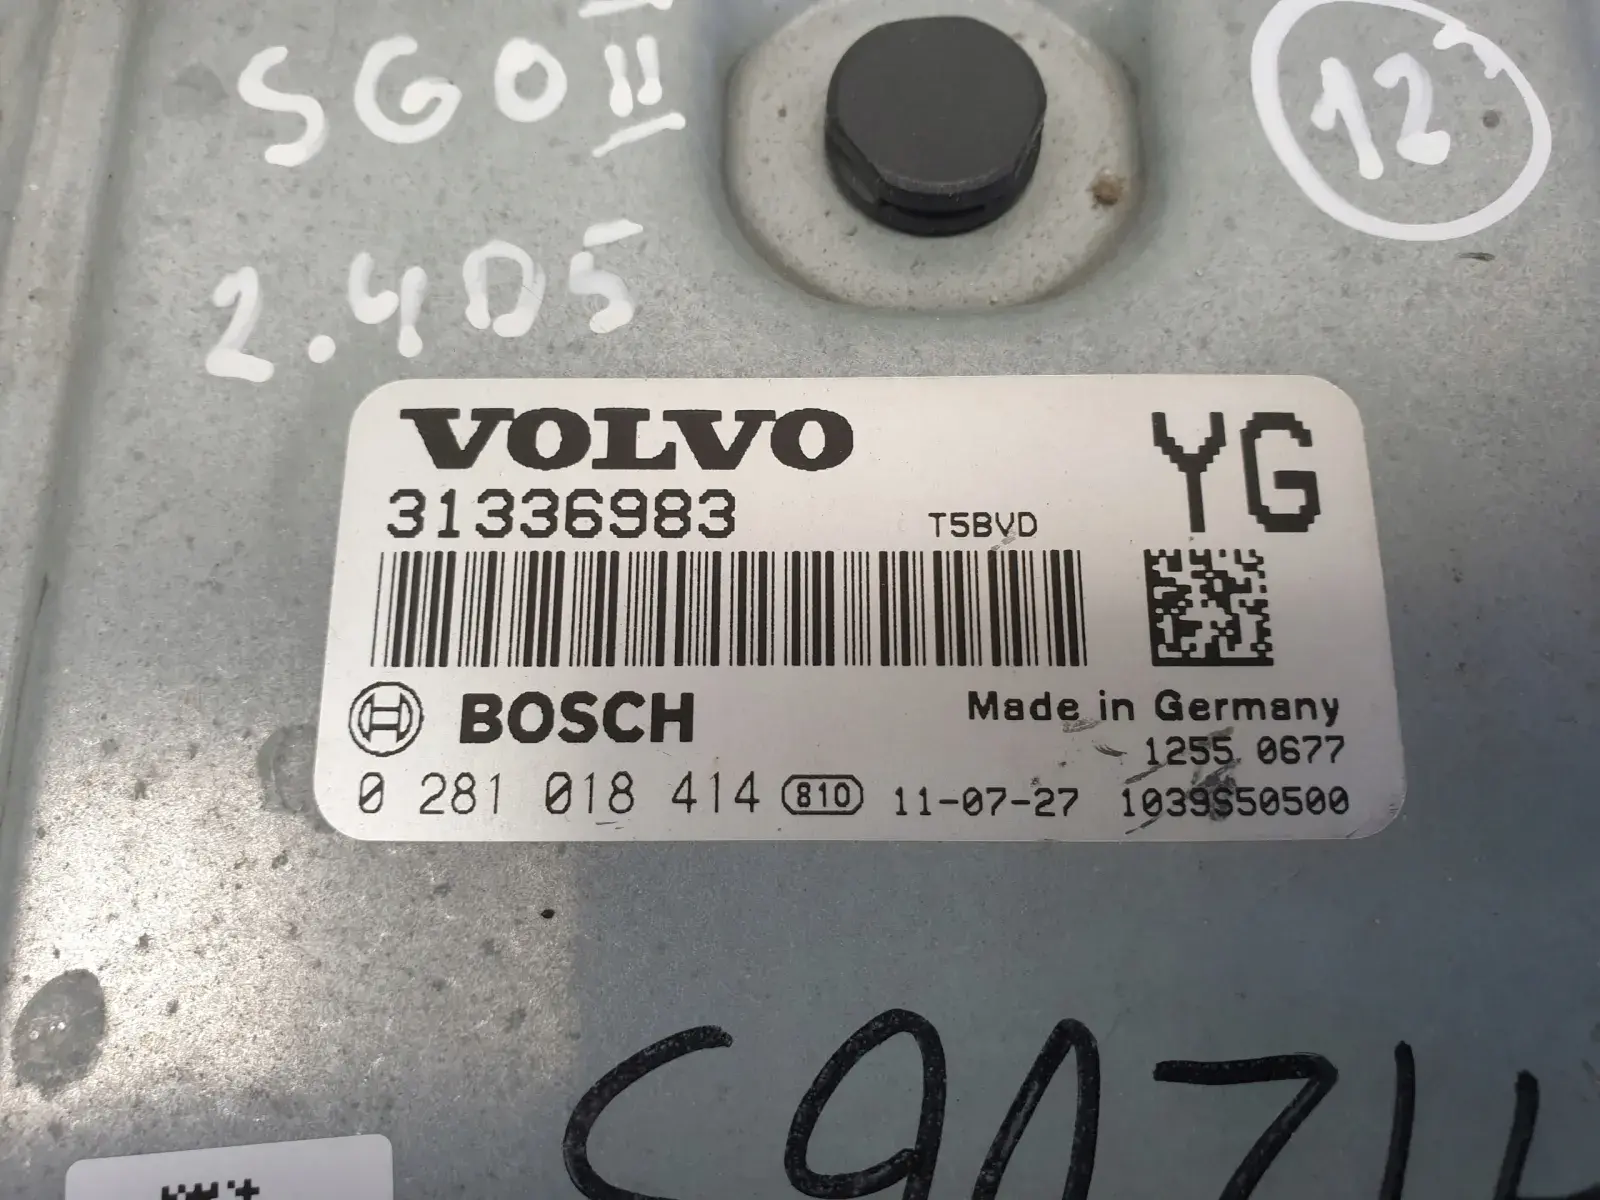 SGO II
12
2.4D5
VOLVO
YG
31336983
T5BVD
BOSCH
Made in Germany
1255 0677
0 281 018 414 810 11-07-27 1039S50500